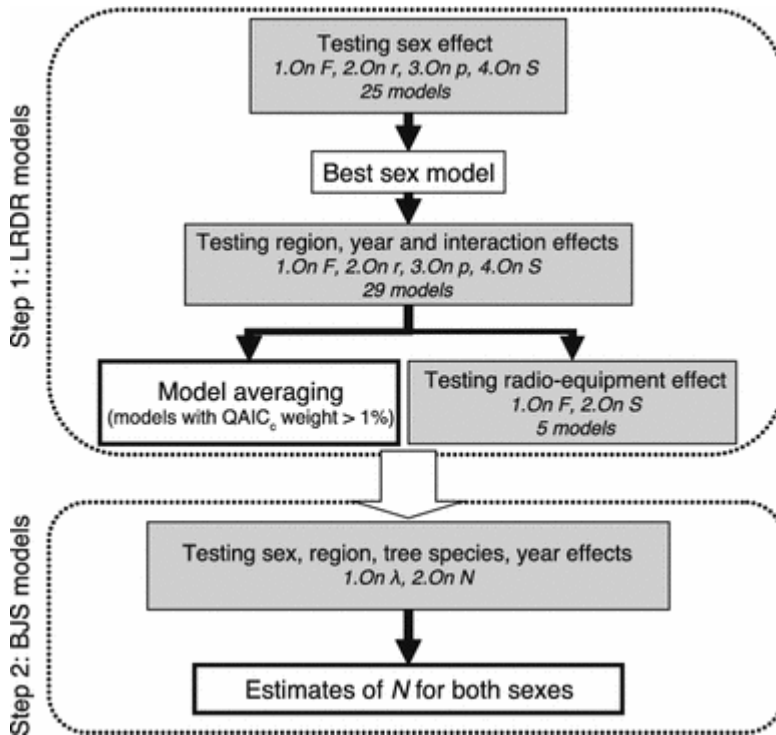 Step 1: LRDR models
Testing sex effect
1.On F, 2.On r, 3.On p, 4.On S
25 models
Best sex model
Testing region, year and interaction effects
1.On F, 2.On r, 3.On p, 4.On S
29 models
Model averaging
(models with QAICc weight > 1%)
Testing radio-equipment effect
1.On F, 2.On S
5 models
Step 2: BJS models
Testing sex, region, tree species, year effects
1.On λ, 2.On N
Estimates of N for both sexes